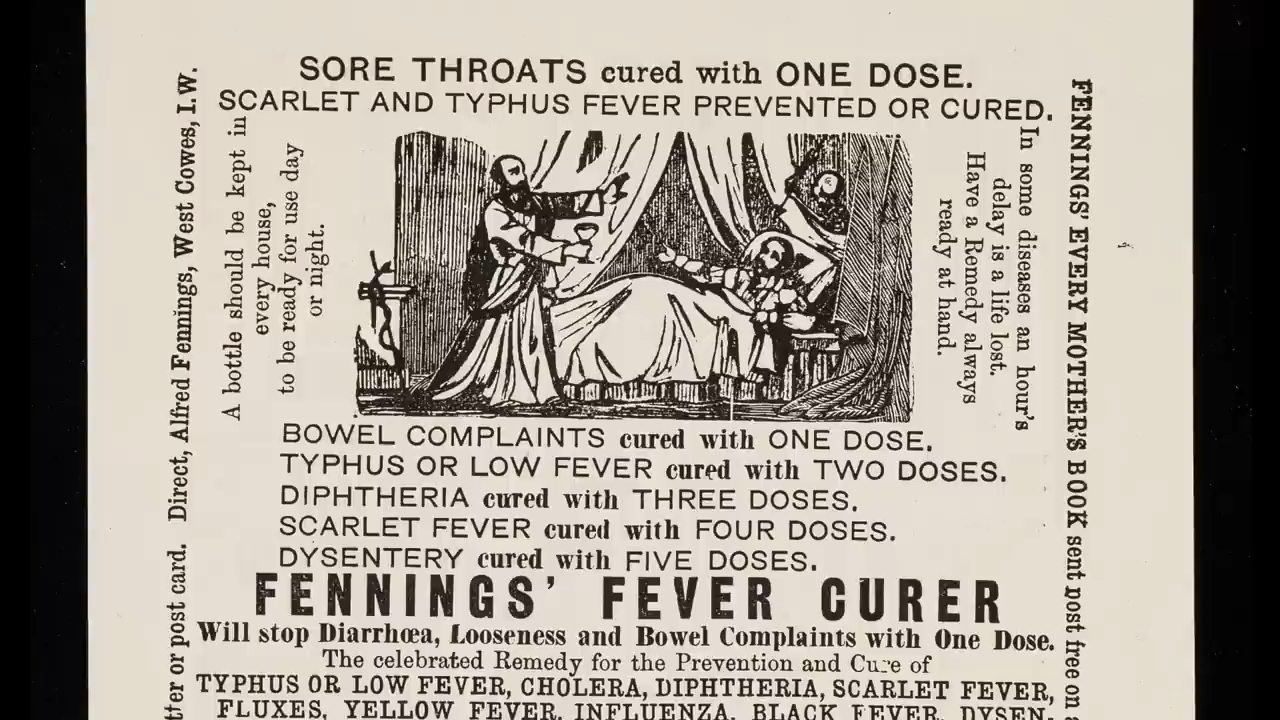 SORE THROATS cured with ONE DOSE.
SCARLET AND TYPHUS FEVER PREVENTED OR CURED.
tter or post card. Direct, Alfred Fennings, West Cowes, I.W.
A bottle should be kept in
every house,
to be ready for use day
or night.
In some diseases an hour's
delay is a life lost.
Have a Remedy always
ready at hand.
FENNINGS' EVERY MOTHER'S BOOK sent post free on
BOWEL COMPLAINTS cured with ONE DOSE.
TYPHUS OR LOW FEVER cured with TWO DOSES.
DIPHTHERIA cured with THREE DOSES.
SCARLET FEVER cured with FOUR DOSES.
DYSENTERY cured with FIVE DOSES.
FENNINGS' FEVER CURER
Will stop Diarrhœa, Looseness and Bowel Complaints with One Dose.
The celebrated Remedy for the Prevention and Cure of
TYPHUS OR LOW FEVER, CHOLERA, DIPHTHERIA, SCARLET FEVER,
FLUXES, YELLOW FEVER, INFLUENZA, BLACK FEVER, DYSEN-